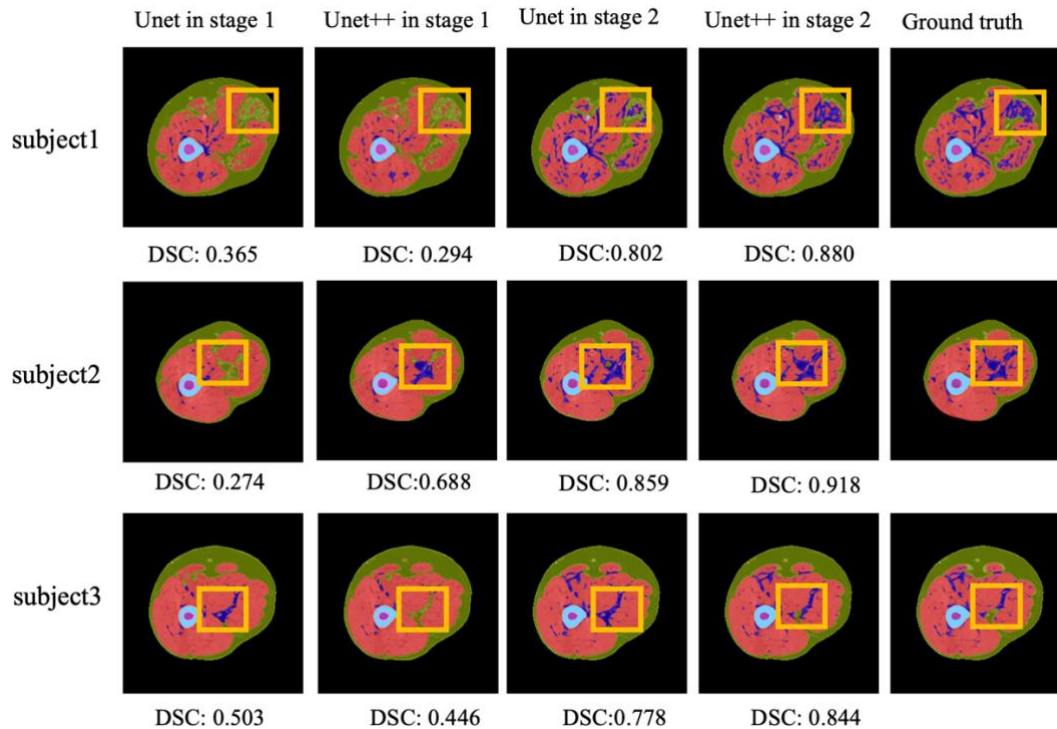 Unet in stage 1 Unet++ in stage 1 Unet in stage 2 Unet++ in stage 2 Ground truth
subject1
DSC: 0.365 DSC: 0.294 DSC:0.802 DSC: 0.880
subject2
DSC: 0.274 DSC:0.688 DSC: 0.859 DSC: 0.918
subject3
DSC: 0.503 DSC: 0.446 DSC:0.778 DSC: 0.844